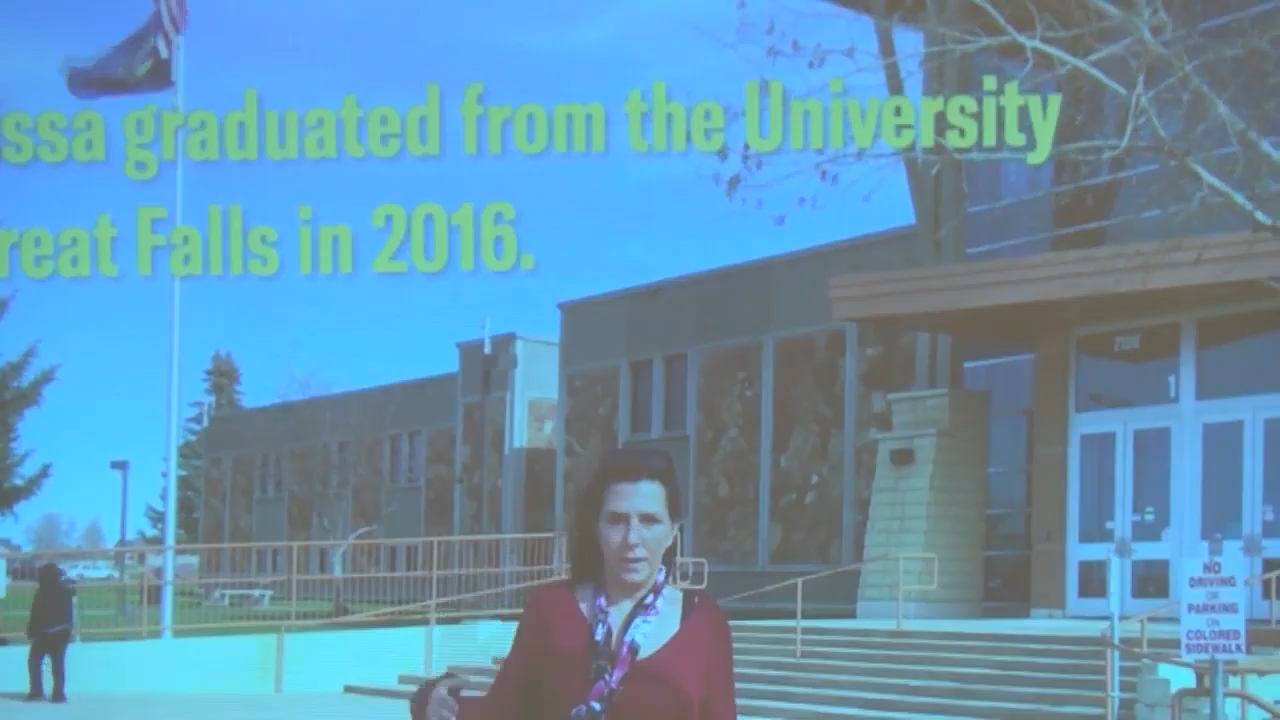 ssa graduated from the University
reat Falls in 2016.
NO
DRIVING
OR
PARKING
ON
COLORED
SIDEWALK